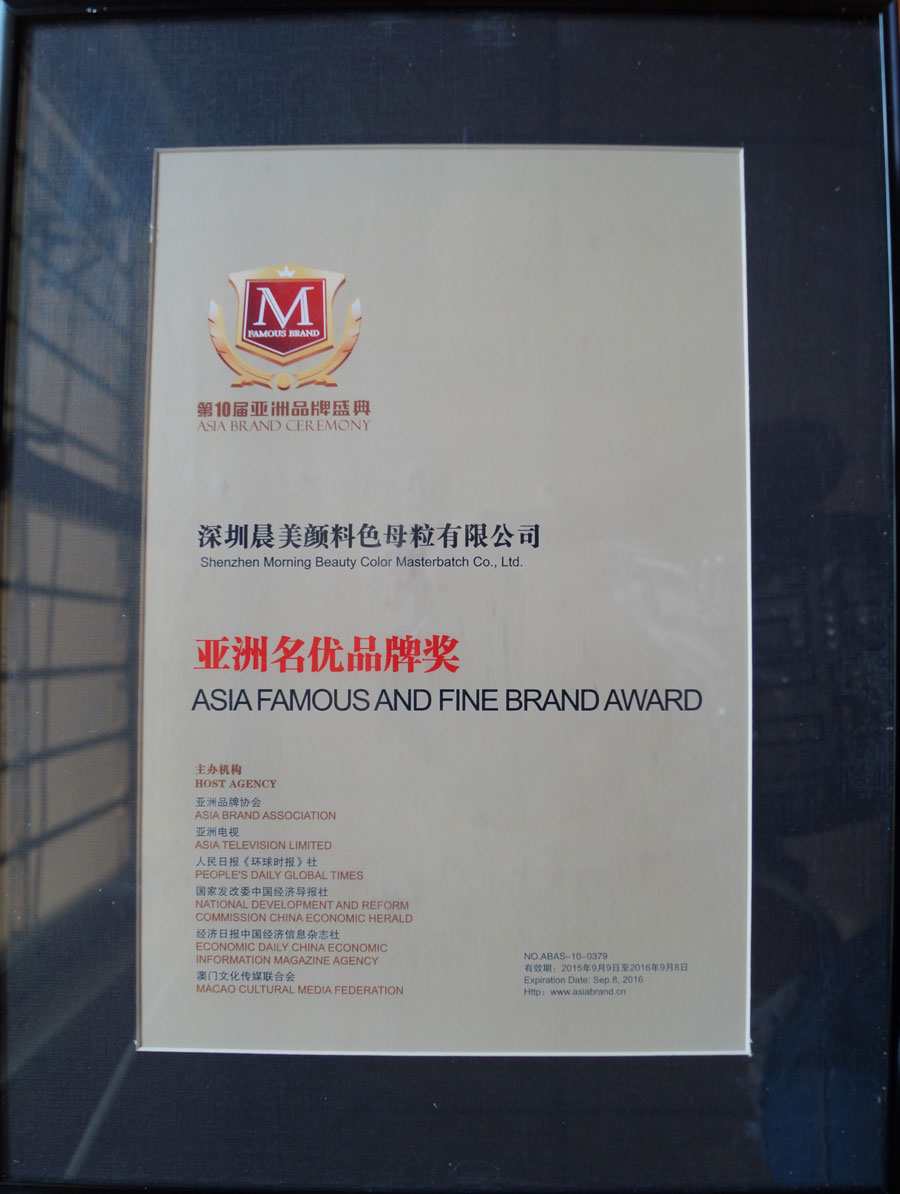 M
FAMOUS BRAND
第10届亚洲品牌盛典
ASIA BRAND CEREMONY
深圳晨美颜料色母粒有限公司
Shenzhen Morning Beauty Color Masterbatch Co., Ltd.
亚洲名优品牌奖
ASIA FAMOUS AND FINE BRAND AWARD
主办机构
HOST AGENCY
亚洲品牌协会
ASIA BRAND ASSOCIATION
亚洲电视
ASIA TELEVISION LIMITED
人民日报《环球时报》社
PEOPLE'S DAILY GLOBAL TIMES
国家发改委中国经济导报社
NATIONAL DEVELOPMENT AND REFORM
COMMISSION CHINA ECONOMIC HERALD
经济日报中国经济信息杂志社
ECONOMIC DAILY CHINA ECONOMIC
INFORMATION MAGAZINE AGENCY
澳门文化传媒联合会
MACAO CULTURAL MEDIA FEDERATION
NO.ABAS-10-0379
有效期：2015年9月9日至2016年9月8日
Expiration Date: Sep.8, 2016
Http：www.asiabrand.cn